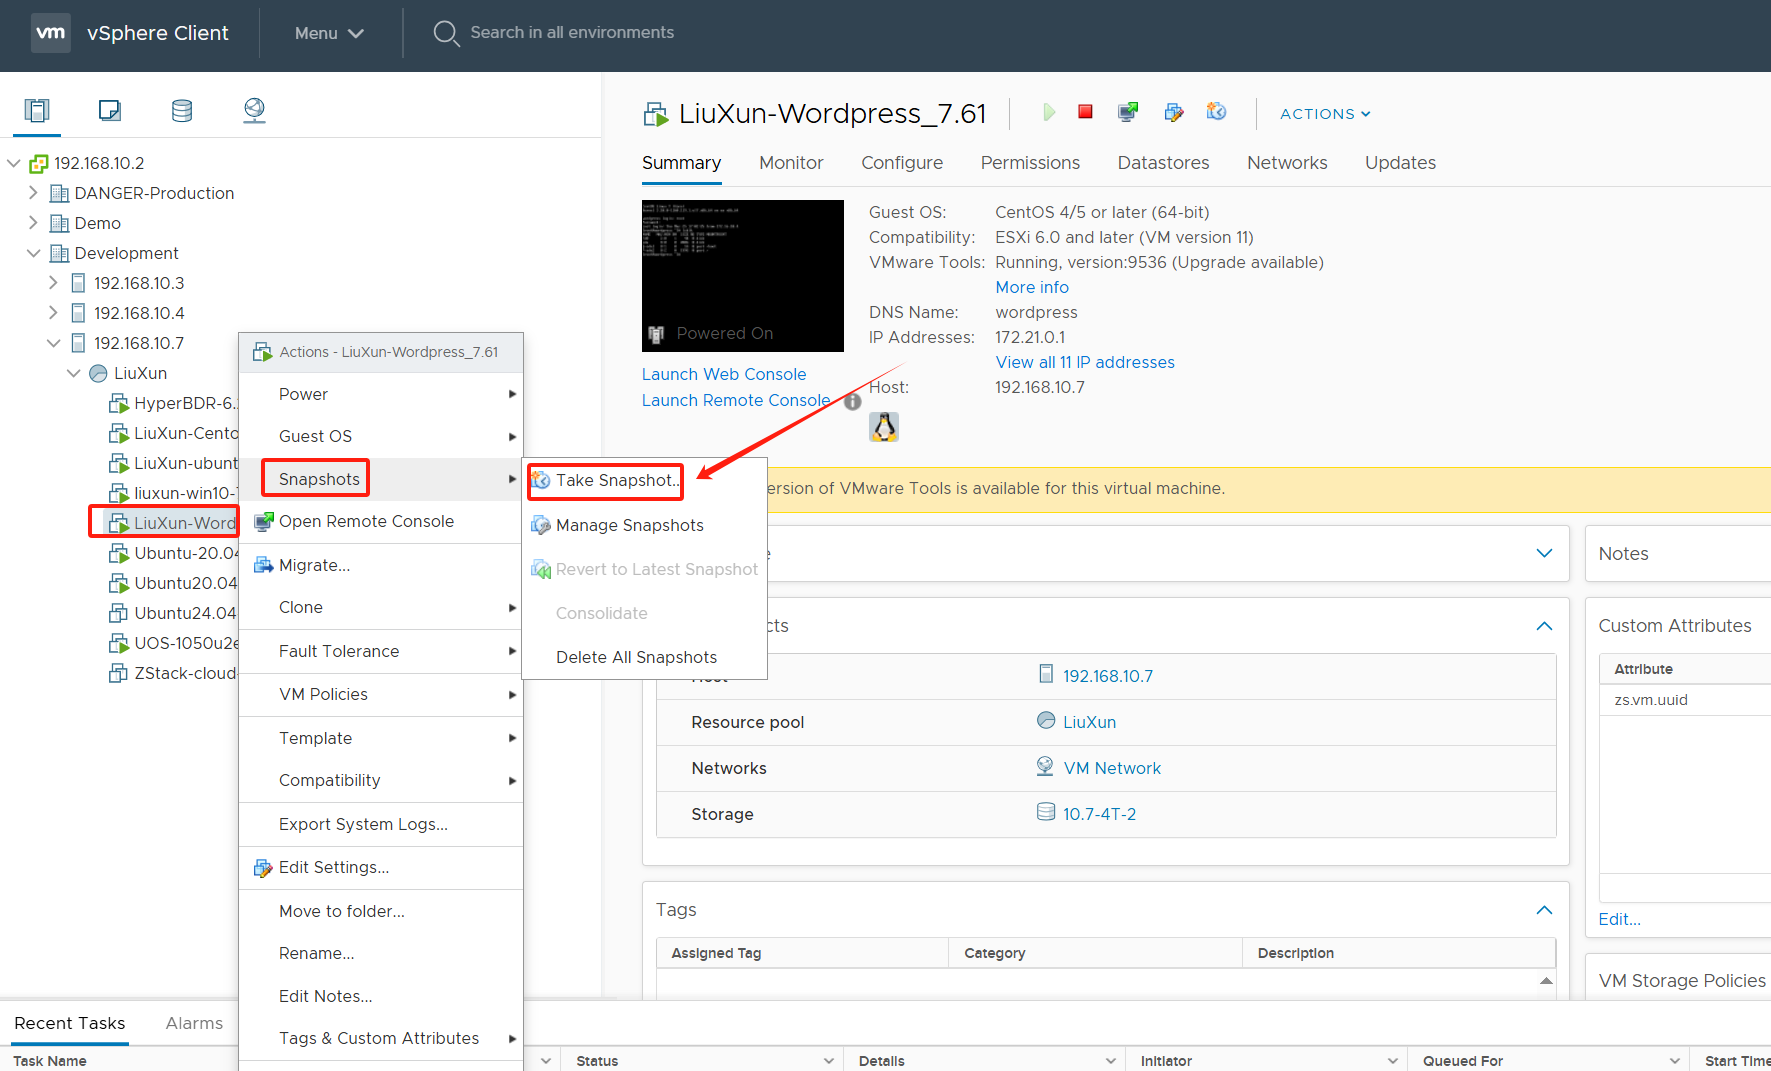 vm vSphere Client Menu Search in all environments
192.168.10.2
DANGER-Production
Demo
Development
192.168.10.3
192.168.10.4
192.168.10.7
LiuXun
HyperBDR-6.
LiuXun-Cento
LiuXun-ubunt
liuxun-win10-
LiuXun-Word
Ubuntu-20.04
Ubuntu20.04
Ubuntu24.04
UOS-1050u2e
ZStack-cloud-
Actions - LiuXun-Wordpress_7.61
Power
Guest OS
Snapshots
Open Remote Console
Migrate...
Clone
Fault Tolerance
VM Policies
Template
Compatibility
Export System Logs...
Edit Settings...
Move to folder...
Rename...
Edit Notes...
Tags & Custom Attributes
Take Snapshot..
Manage Snapshots
Revert to Latest Snapshot
Consolidate
Delete All Snapshots
LiuXun-Wordpress_7.61 ACTIONS
Summary Monitor Configure Permissions Datastores Networks Updates
Powered On
Launch Web Console
Launch Remote Console
Guest OS: CentOS 4/5 or later (64-bit)
Compatibility: ESXi 6.0 and later (VM version 11)
VMware Tools: Running, version:9536 (Upgrade available)
More info
DNS Name: wordpress
IP Addresses: 172.21.0.1
View all 11 IP addresses
Host: 192.168.10.7
ersion of VMware Tools is available for this virtual machine.
e
cts
Host 192.168.10.7
Resource pool LiuXun
Networks VM Network
Storage 10.7-4T-2
Tags
Assigned Tag Category Description
Notes
Custom Attributes
Attribute
zs.vm.uuid
Edit...
VM Storage Policies
Recent Tasks Alarms
Task Name Status Details Initiator Queued For Start Time